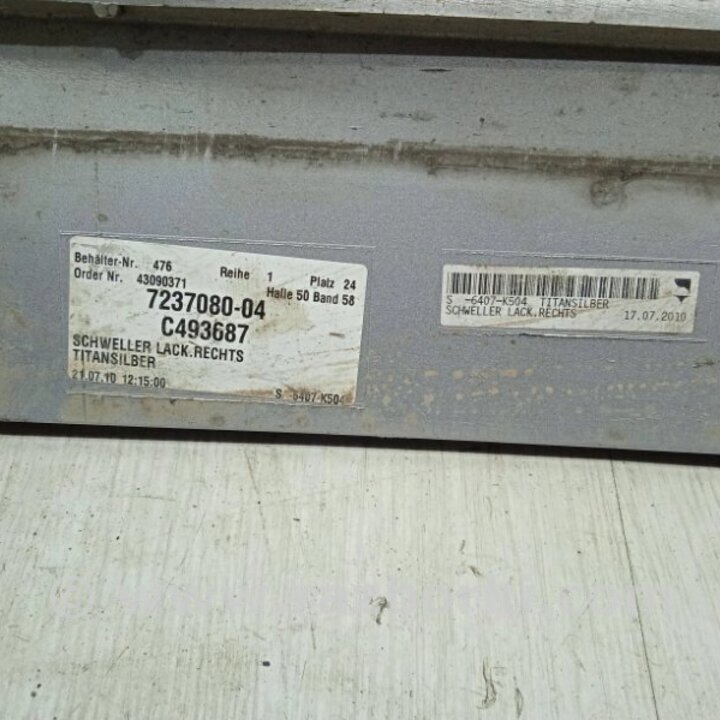 Behälter-Nr. 476 Reihe 1 Platz 24
Order Nr. 43090371 Halle 50 Band 58
7237080-04
C493687
SCHWELLER LACK.RECHTS
TITANSILBER
21.07.10 12:15:00 S -6407-K504
S -6407-K504 TITANSILBER
SCHWELLER LACK.RECHTS 17.07.2010